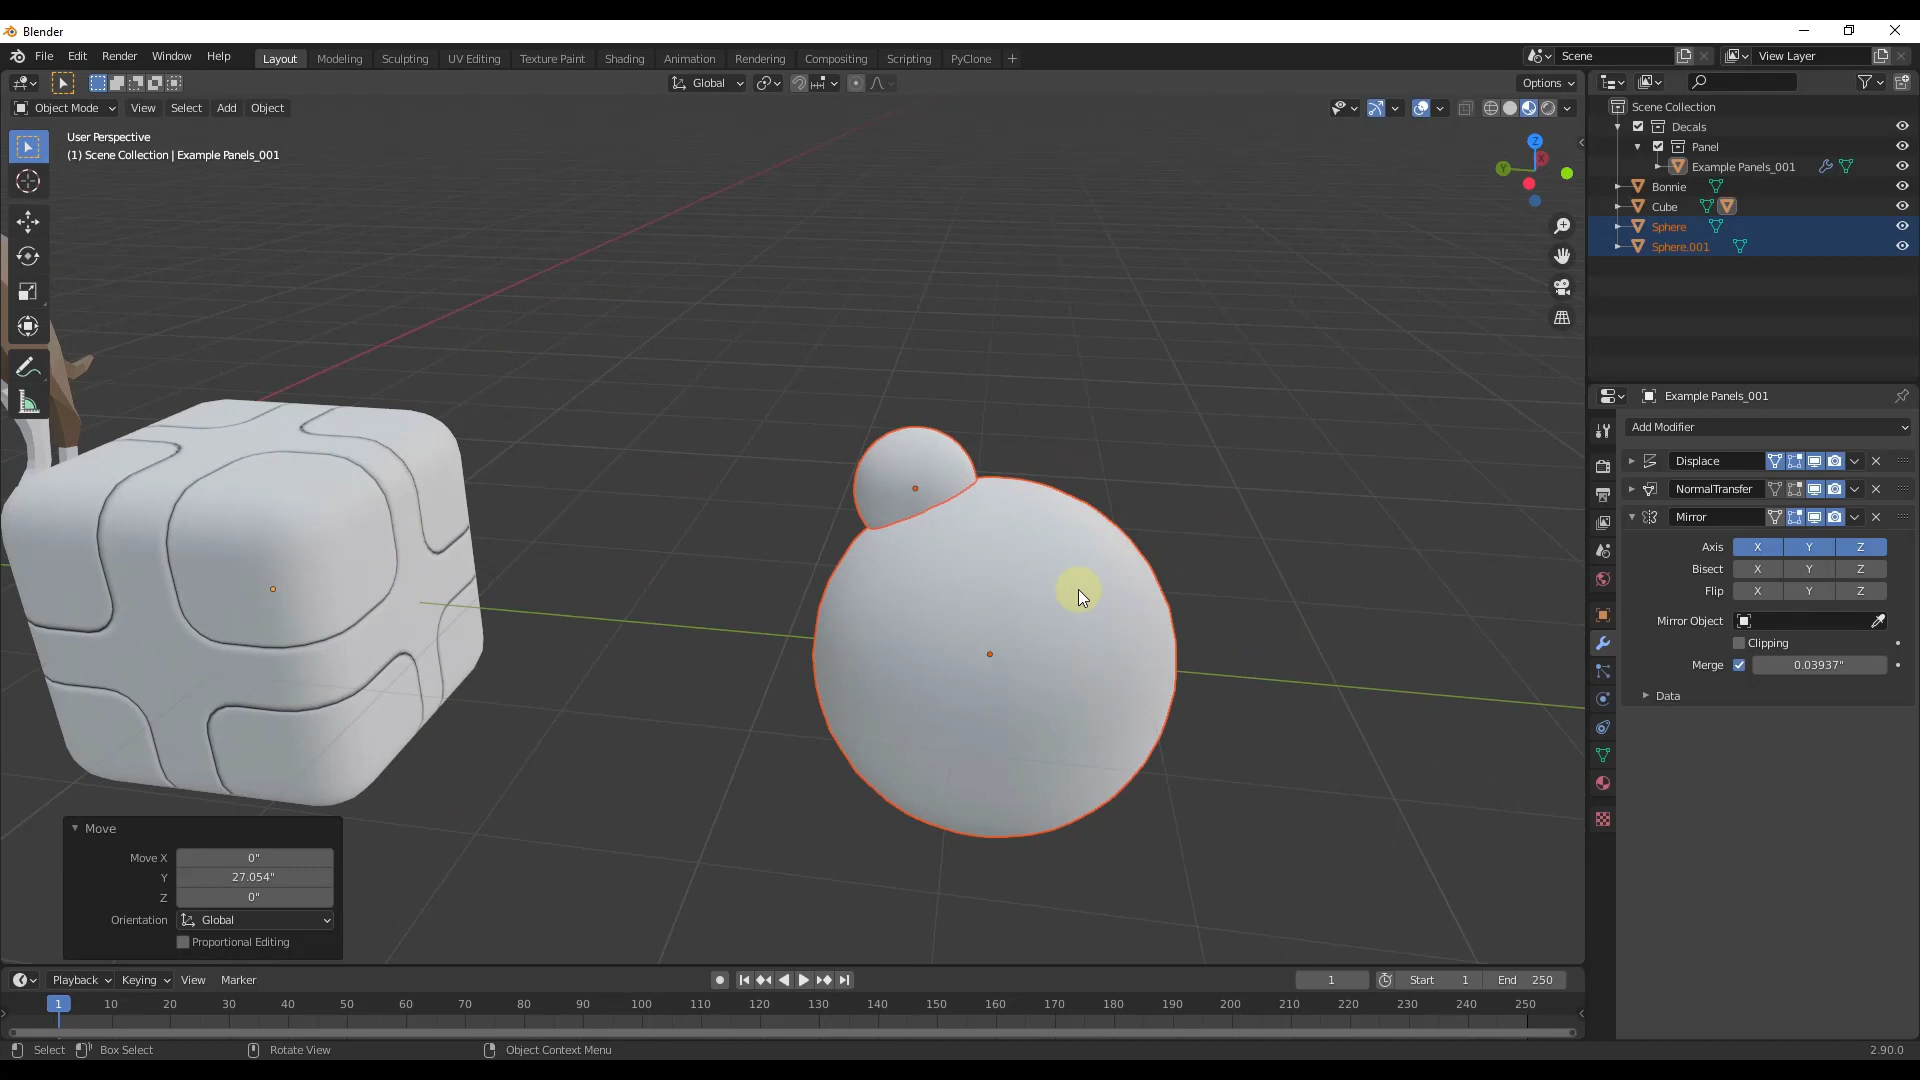 Blender
File Edit Render Window Help Layout Modeling Sculpting UV Editing Texture Paint Shading Animation Rendering Compositing Scripting PyClone + Scene View Layer
Global Options
Object Mode View Select Add Object
User Perspective
(1) Scene Collection | Example Panels_001
Z
X
Y
Scene Collection
Decals
Panel
Example Panels_001
Bonnie
Cube
Sphere
Sphere.001
Example Panels_001
Add Modifier
Displace
NormalTransfer
Mirror
Axis X Y Z
Bisect X Y Z
Flip X Y Z
Mirror Object
Clipping
Merge 0.03937"
Data
Move
Move X 0"
Y 27.054"
Z 0"
Orientation Global
Proportional Editing
Playback Keying View Marker 1 Start 1 End 250
1 10 20 30 40 50 60 70 80 90 100 110 120 130 140 150 160 170 180 190 200 210 220 230 240 250
Select Box Select Rotate View Object Context Menu 2.90.0